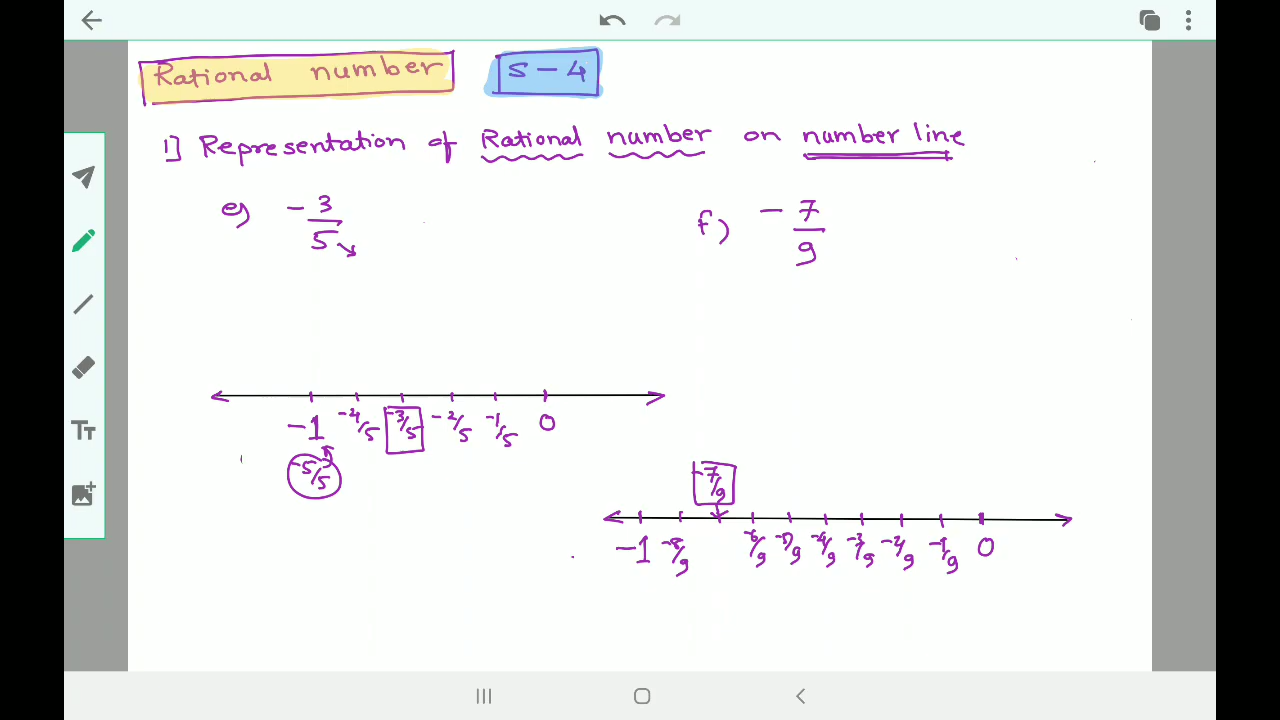 Rational number S-4
1] Representation of Rational number on number line
e) -3/5
f) -7/9
-1 -4/5 -3/5 -2/5 -1/5 0
-5/5
-7/9
-1 -8/9 -6/9 -5/9 -4/9 -3/9 -2/9 -1/9 0
TT